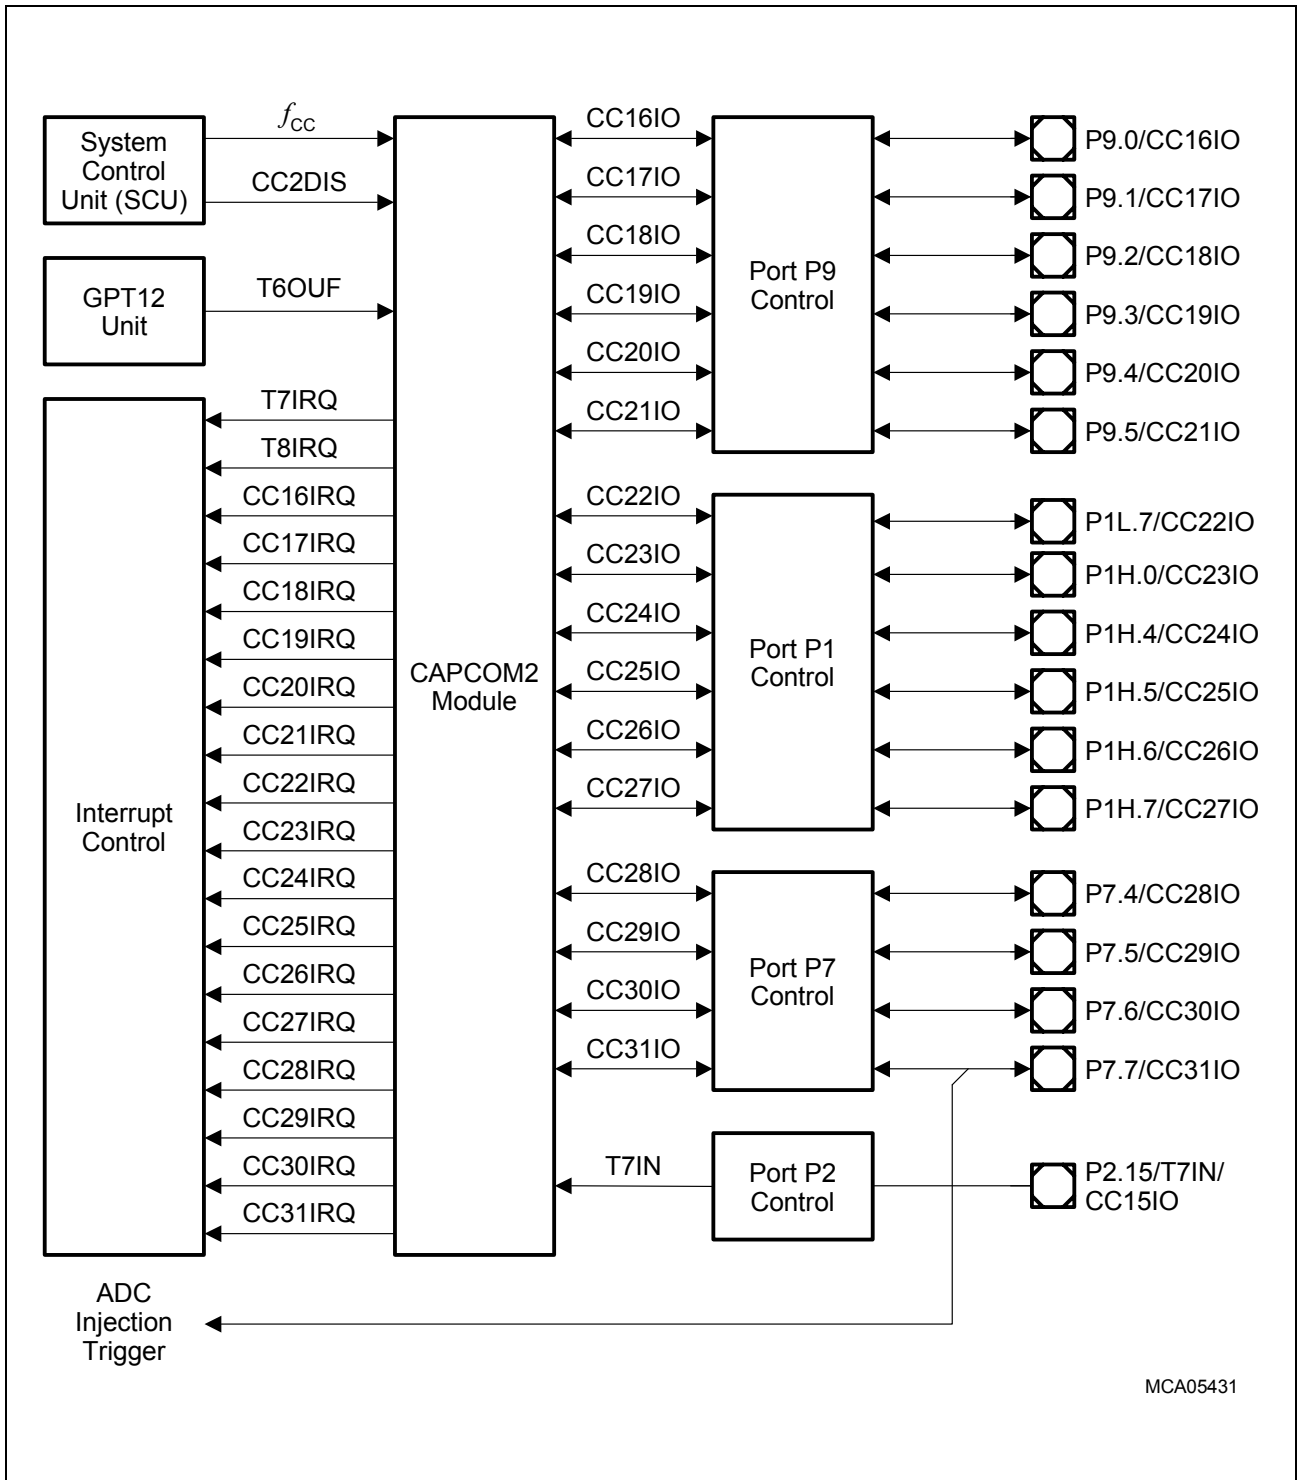 System
Control
Unit (SCU)
fCC
CC2DIS
GPT12
Unit
T6OUF
Interrupt
Control
T7IRQ
T8IRQ
CC16IRQ
CC17IRQ
CC18IRQ
CC19IRQ
CC20IRQ
CC21IRQ
CC22IRQ
CC23IRQ
CC24IRQ
CC25IRQ
CC26IRQ
CC27IRQ
CC28IRQ
CC29IRQ
CC30IRQ
CC31IRQ
ADC
Injection
Trigger
CAPCOM2
Module
CC16IO
CC17IO
CC18IO
CC19IO
CC20IO
CC21IO
Port P9
Control
P9.0/CC16IO
P9.1/CC17IO
P9.2/CC18IO
P9.3/CC19IO
P9.4/CC20IO
P9.5/CC21IO
CC22IO
CC23IO
CC24IO
CC25IO
CC26IO
CC27IO
Port P1
Control
P1L.7/CC22IO
P1H.0/CC23IO
P1H.4/CC24IO
P1H.5/CC25IO
P1H.6/CC26IO
P1H.7/CC27IO
CC28IO
CC29IO
CC30IO
CC31IO
Port P7
Control
P7.4/CC28IO
P7.5/CC29IO
P7.6/CC30IO
P7.7/CC31IO
T7IN
Port P2
Control
P2.15/T7IN/
CC15IO
MCA05431